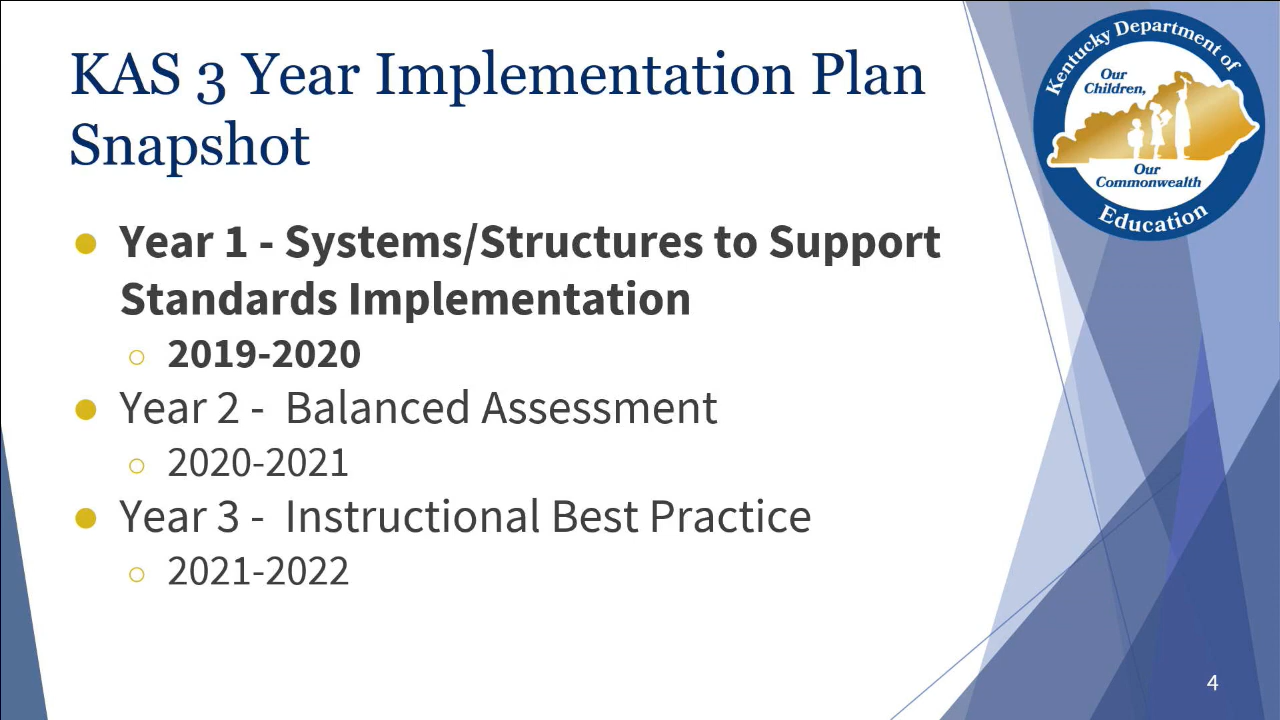 KAS 3 Year Implementation Plan
Snapshot
Kentucky Department of
Our
Children,
Our
Commonwealth
Education
● Year 1 - Systems/Structures to Support
Standards Implementation
○ 2019-2020
● Year 2 - Balanced Assessment
○ 2020-2021
● Year 3 - Instructional Best Practice
○ 2021-2022
4